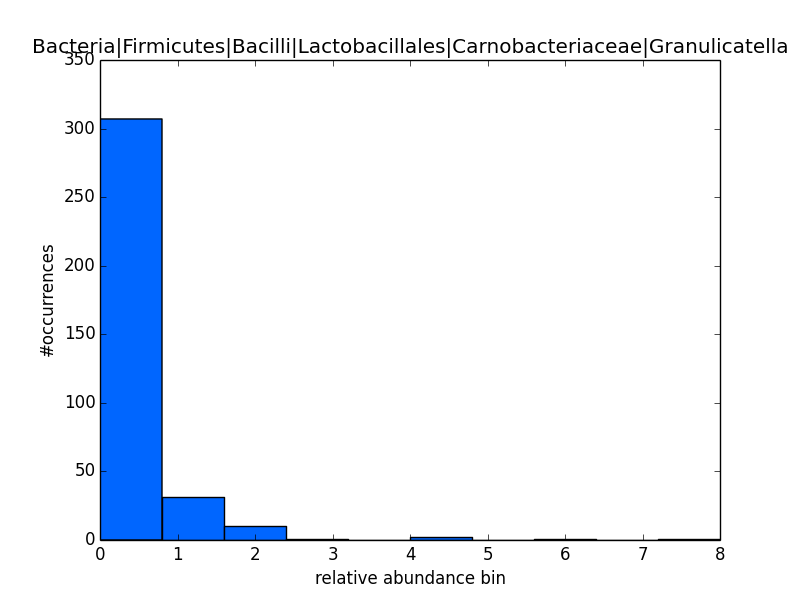 Bacteria|Firmicutes|Bacilli|Lactobacillales|Carnobacteriaceae|Granulicatella
350
300
250
200
150
100
50
0
#occurrences
0 1 2 3 4 5 6 7 8
relative abundance bin